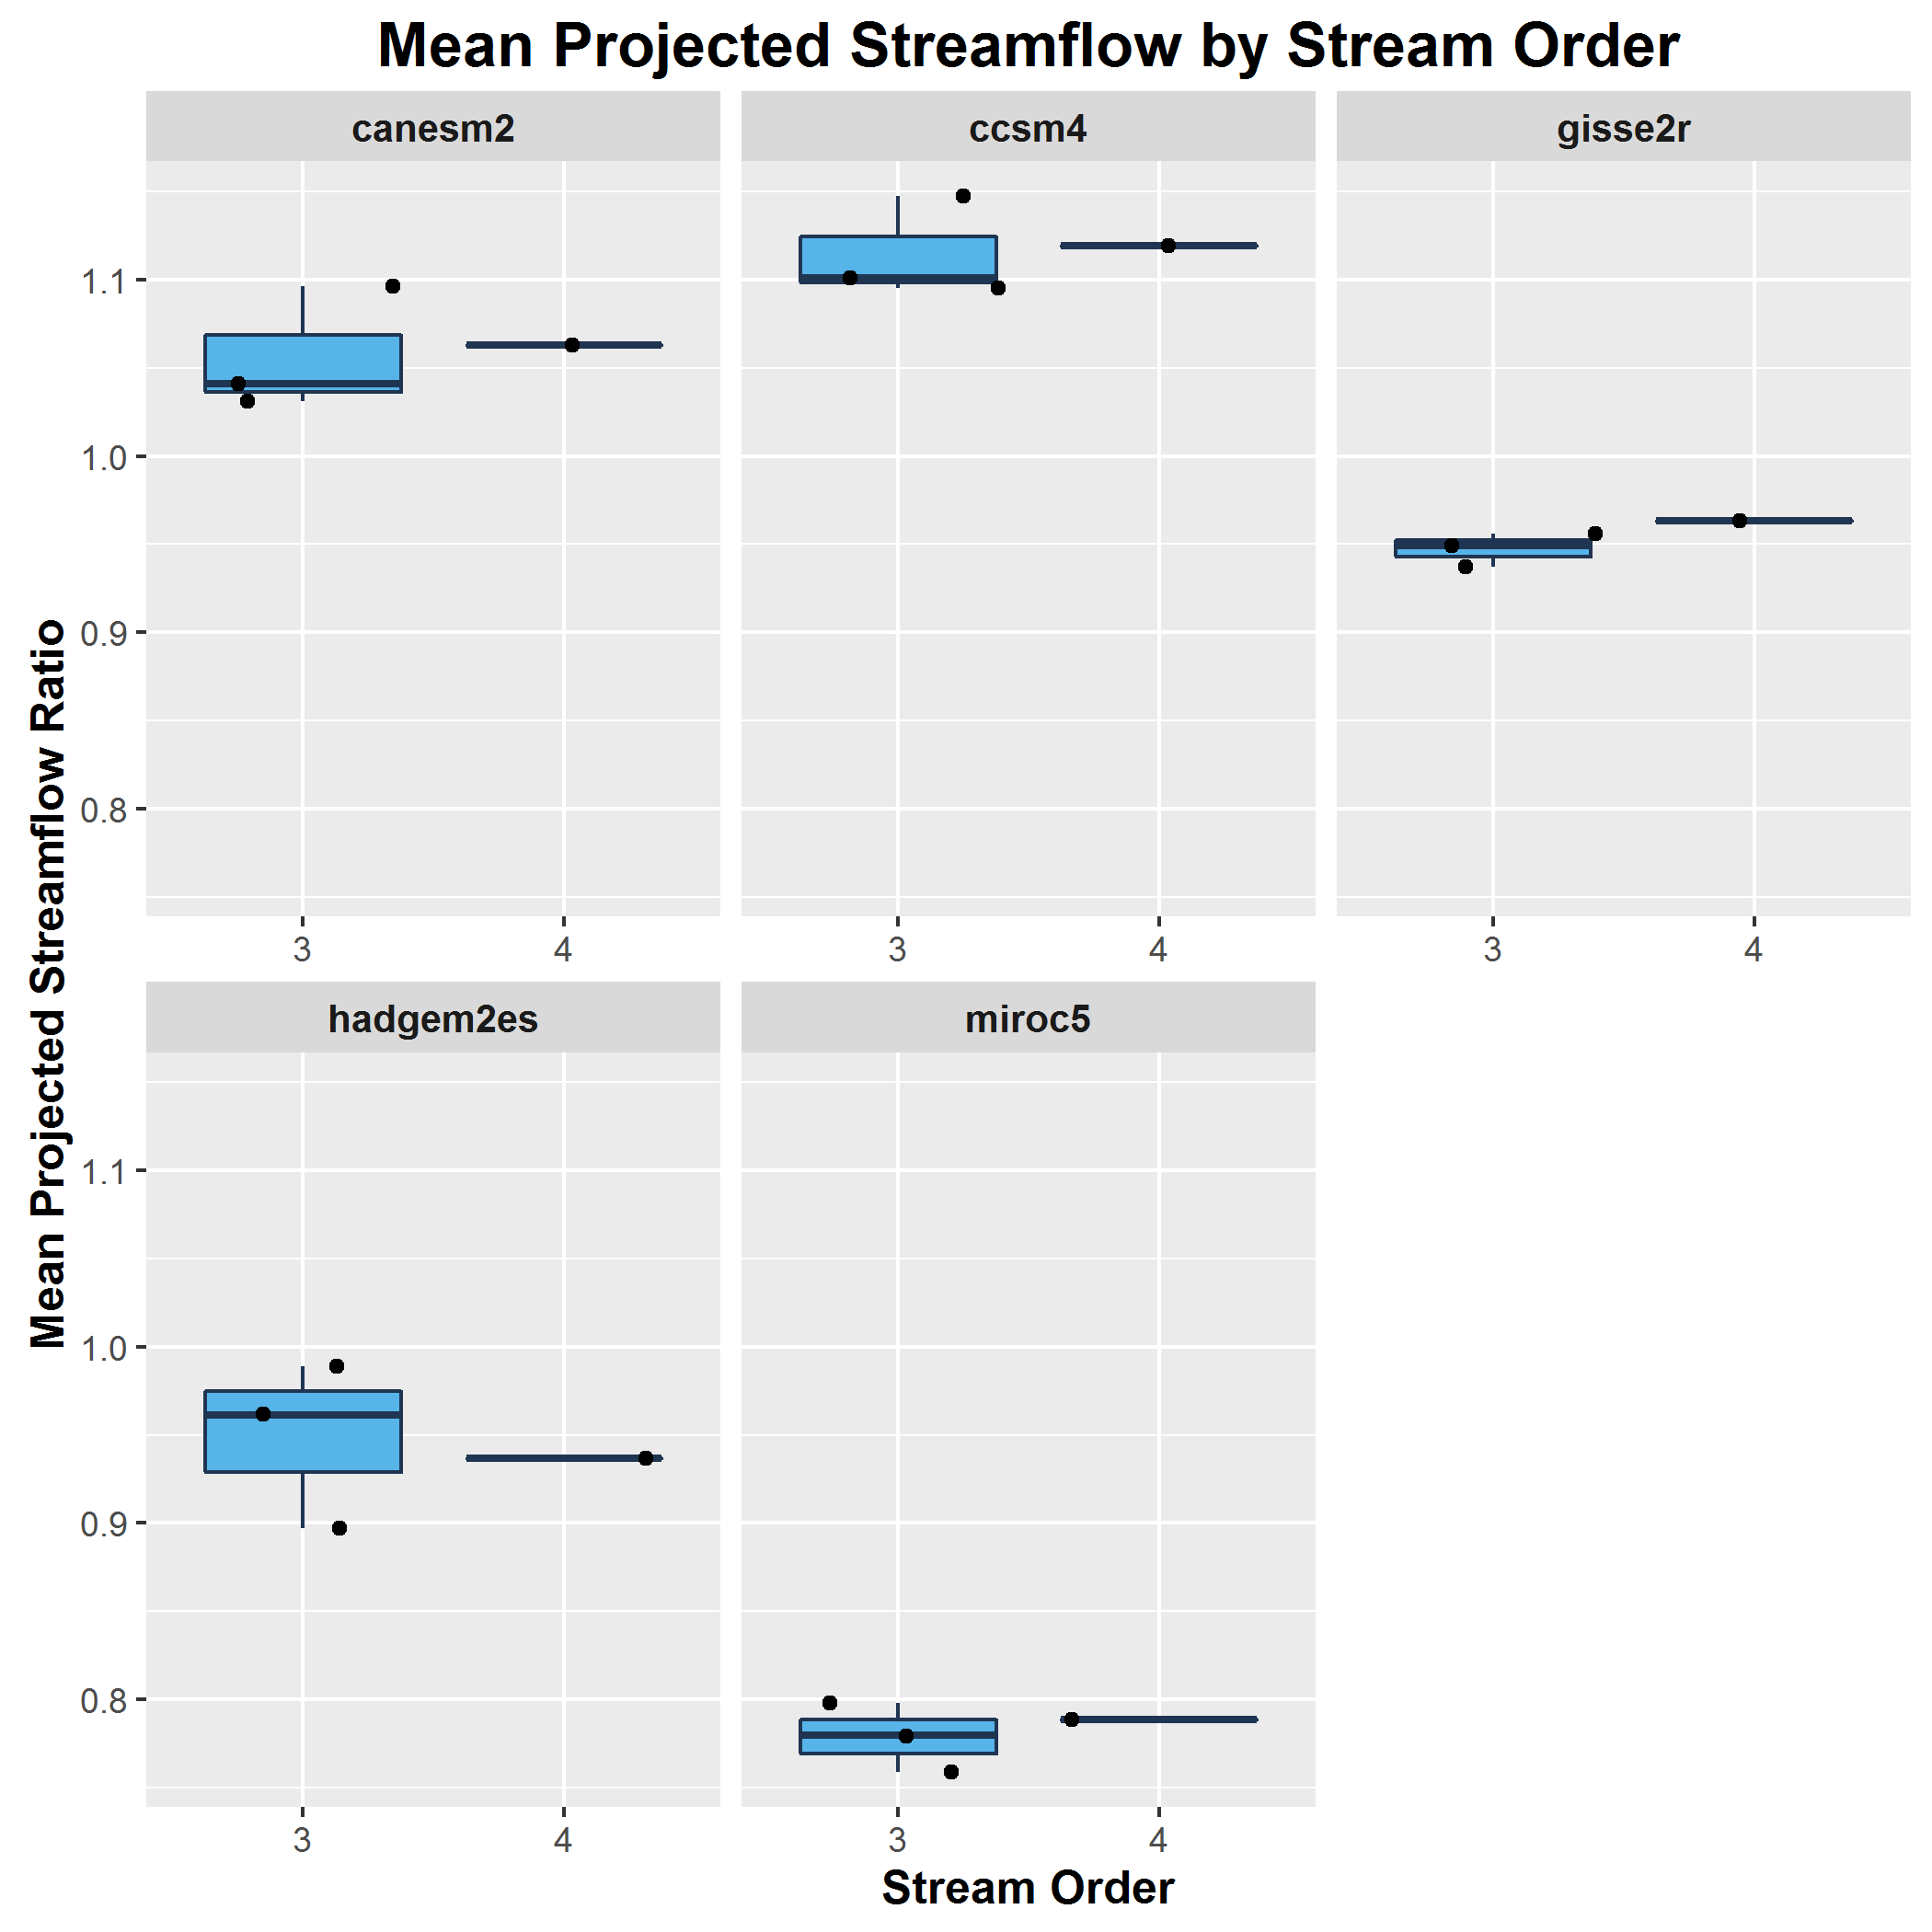 Mean Projected Streamflow by Stream Order
canesm2
ccsm4
gisse2r
1.1
1.0
0.9
0.8
3
4
3
4
3
4
Mean Projected Streamflow Ratio
hadgem2es
miroc5
1.1
1.0
0.9
0.8
3
4
3
4
Stream Order